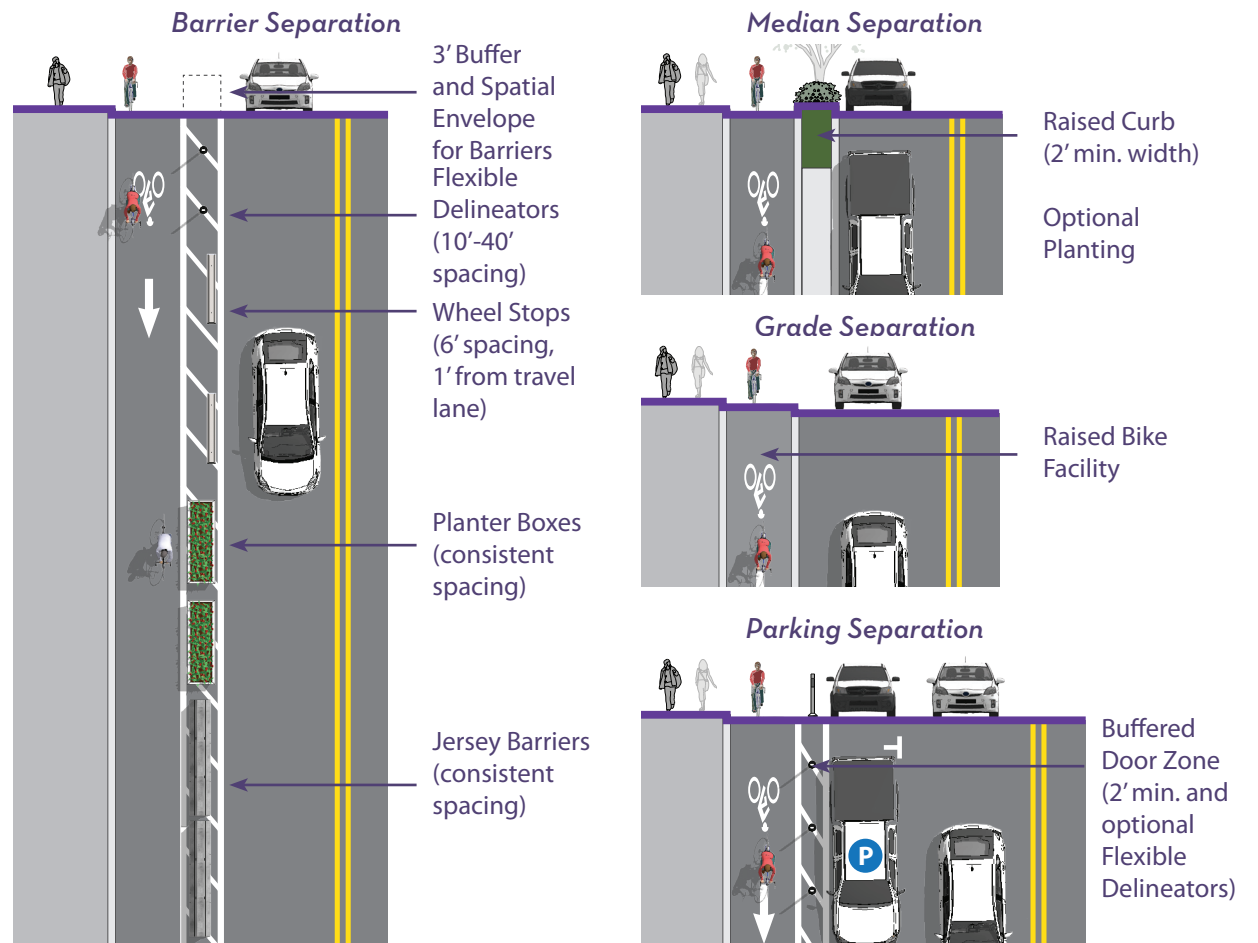 Barrier Separation
3’ Buffer
and Spatial
Envelope
for Barriers
Flexible
Delineators
(10’-40’
spacing)
Wheel Stops
(6’ spacing,
1’ from travel
lane)
Planter Boxes
(consistent
spacing)
Jersey Barriers
(consistent
spacing)
Median Separation
Raised Curb
(2’ min. width)
Optional
Planting
Grade Separation
Raised Bike
Facility
Parking Separation
Buffered
Door Zone
(2’ min. and
optional
Flexible
Delineators)
P